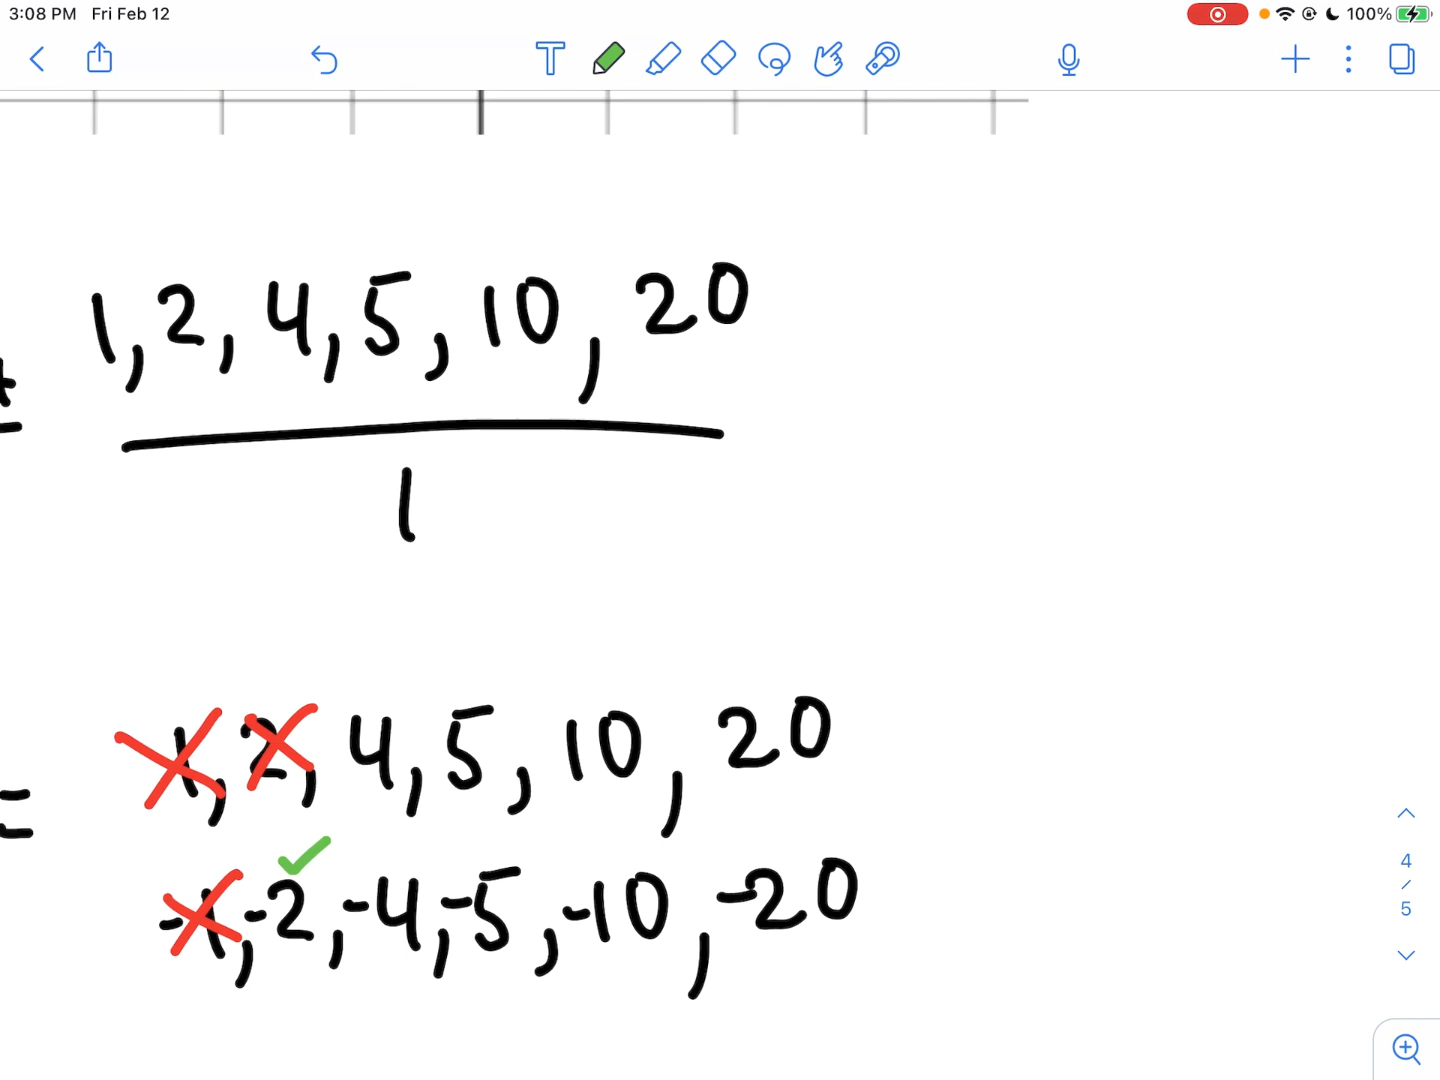 3:08 PM Fri Feb 12 100%
T
1, 2, 4, 5, 10, 20
1
= 1, 2, 4, 5, 10, 20
-1, -2, -4, -5, -10, -20
4
/
5